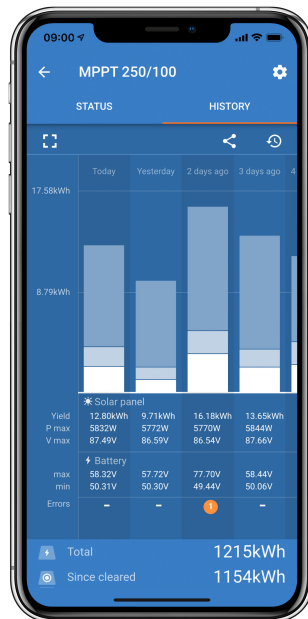 09:00
MPPT 250/100
STATUS HISTORY
Today Yesterday 2 days ago 3 days ago 4
17.58kWh
8.79kWh
Solar panel
Yield 12.80kWh 9.71kWh 16.18kWh 13.65kWh
P max 5832W 5772W 5770W 5844W
V max 87.49V 86.59V 86.54V 87.66V
Battery
max 58.32V 57.72V 77.70V 58.44V
min 50.31V 50.30V 49.44V 50.06V
Errors – – 1 –
Total 1215kWh
Since cleared 1154kWh